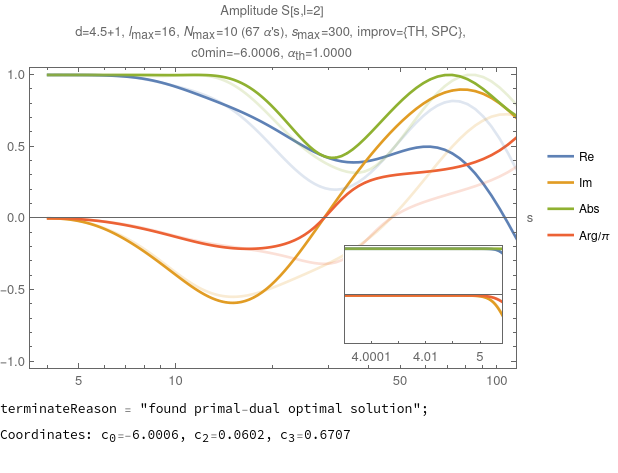 Amplitude S[s,l=2]
d=4.5+1, lmax=16, Nmax=10 (67 α's), smax=300, improv={TH, SPC},
c0min=−6.0006, αth=1.0000
1.0
0.5
0.0
−0.5
−1.0
5
10
50
100
s
4.0001
4.01
5
Re
Im
Abs
Arg/π
terminateReason = "found primal-dual optimal solution";
Coordinates: c0=-6.0006, c2=0.0602, c3=0.6707